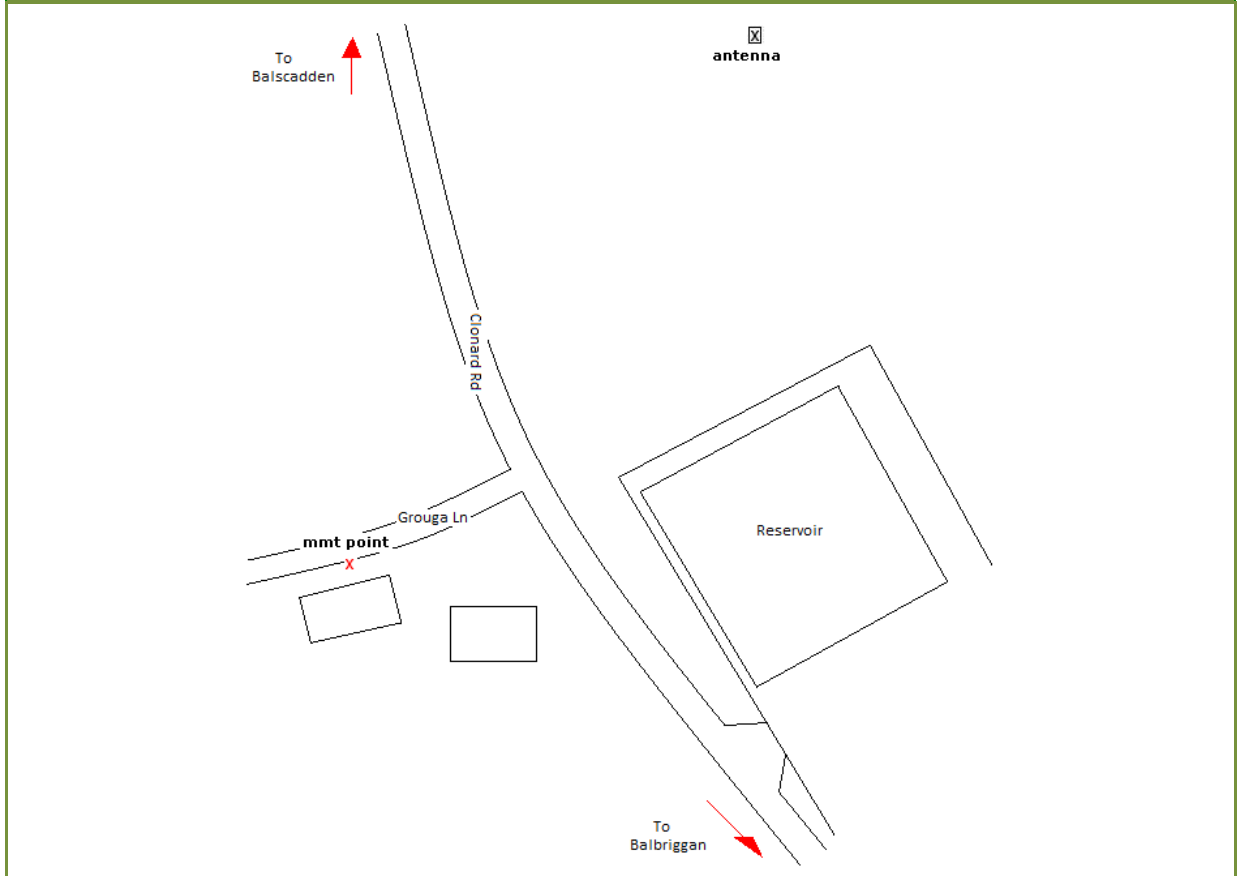 X
antenna
To
Balscadden
Clonard Rd
Grouga Ln
Reservoir
mmt point
X
To
Balbriggan